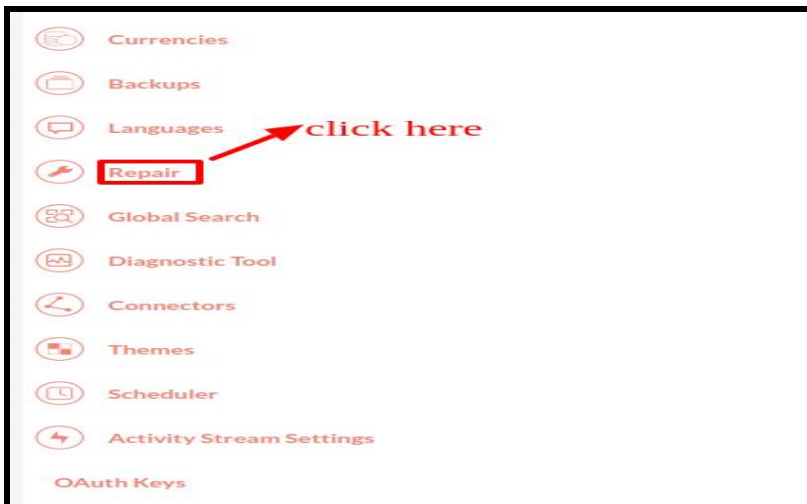 Currencies
Backups
Languages
click here
Repair
Global Search
Diagnostic Tool
Connectors
Themes
Scheduler
Activity Stream Settings
OAuth Keys